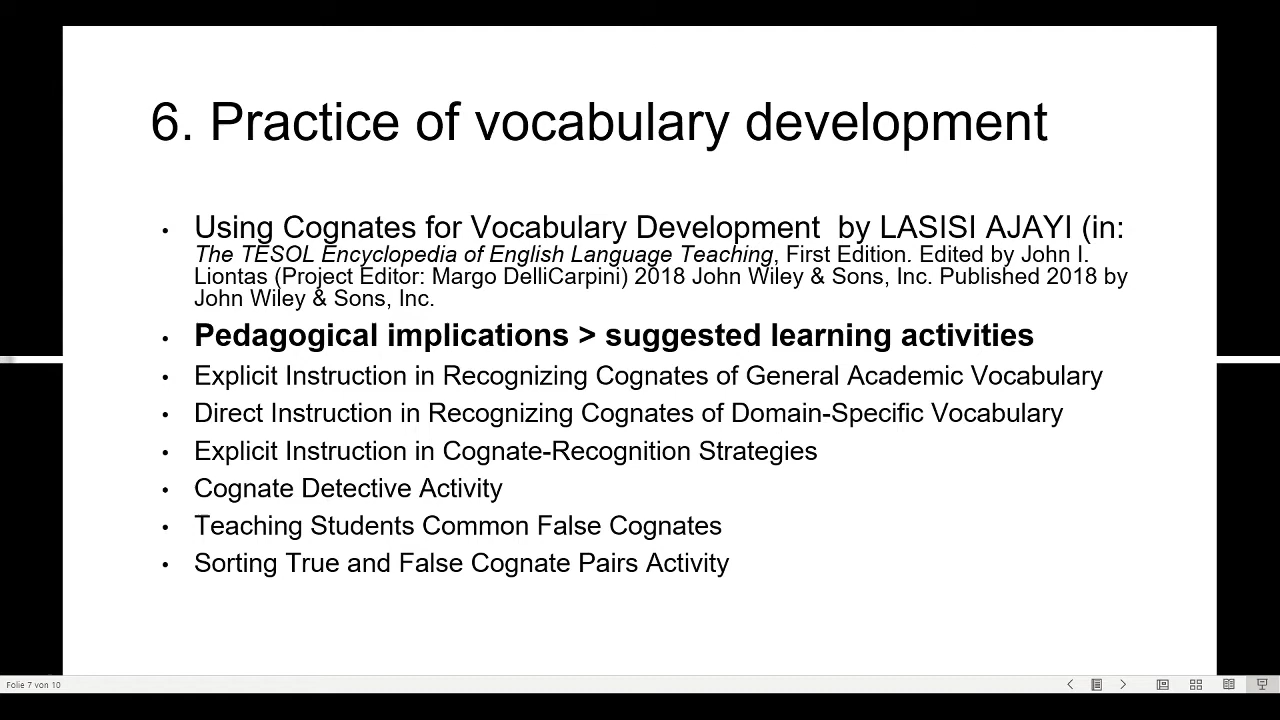 6. Practice of vocabulary development
• Using Cognates for Vocabulary Development by LASISI AJAYI (in:
The TESOL Encyclopedia of English Language Teaching, First Edition. Edited by John I.
Liontas (Project Editor: Margo DelliCarpini) 2018 John Wiley & Sons, Inc. Published 2018 by
John Wiley & Sons, Inc.
• Pedagogical implications > suggested learning activities
• Explicit Instruction in Recognizing Cognates of General Academic Vocabulary
• Direct Instruction in Recognizing Cognates of Domain-Specific Vocabulary
• Explicit Instruction in Cognate-Recognition Strategies
• Cognate Detective Activity
• Teaching Students Common False Cognates
• Sorting True and False Cognate Pairs Activity
Folie 7 von 10